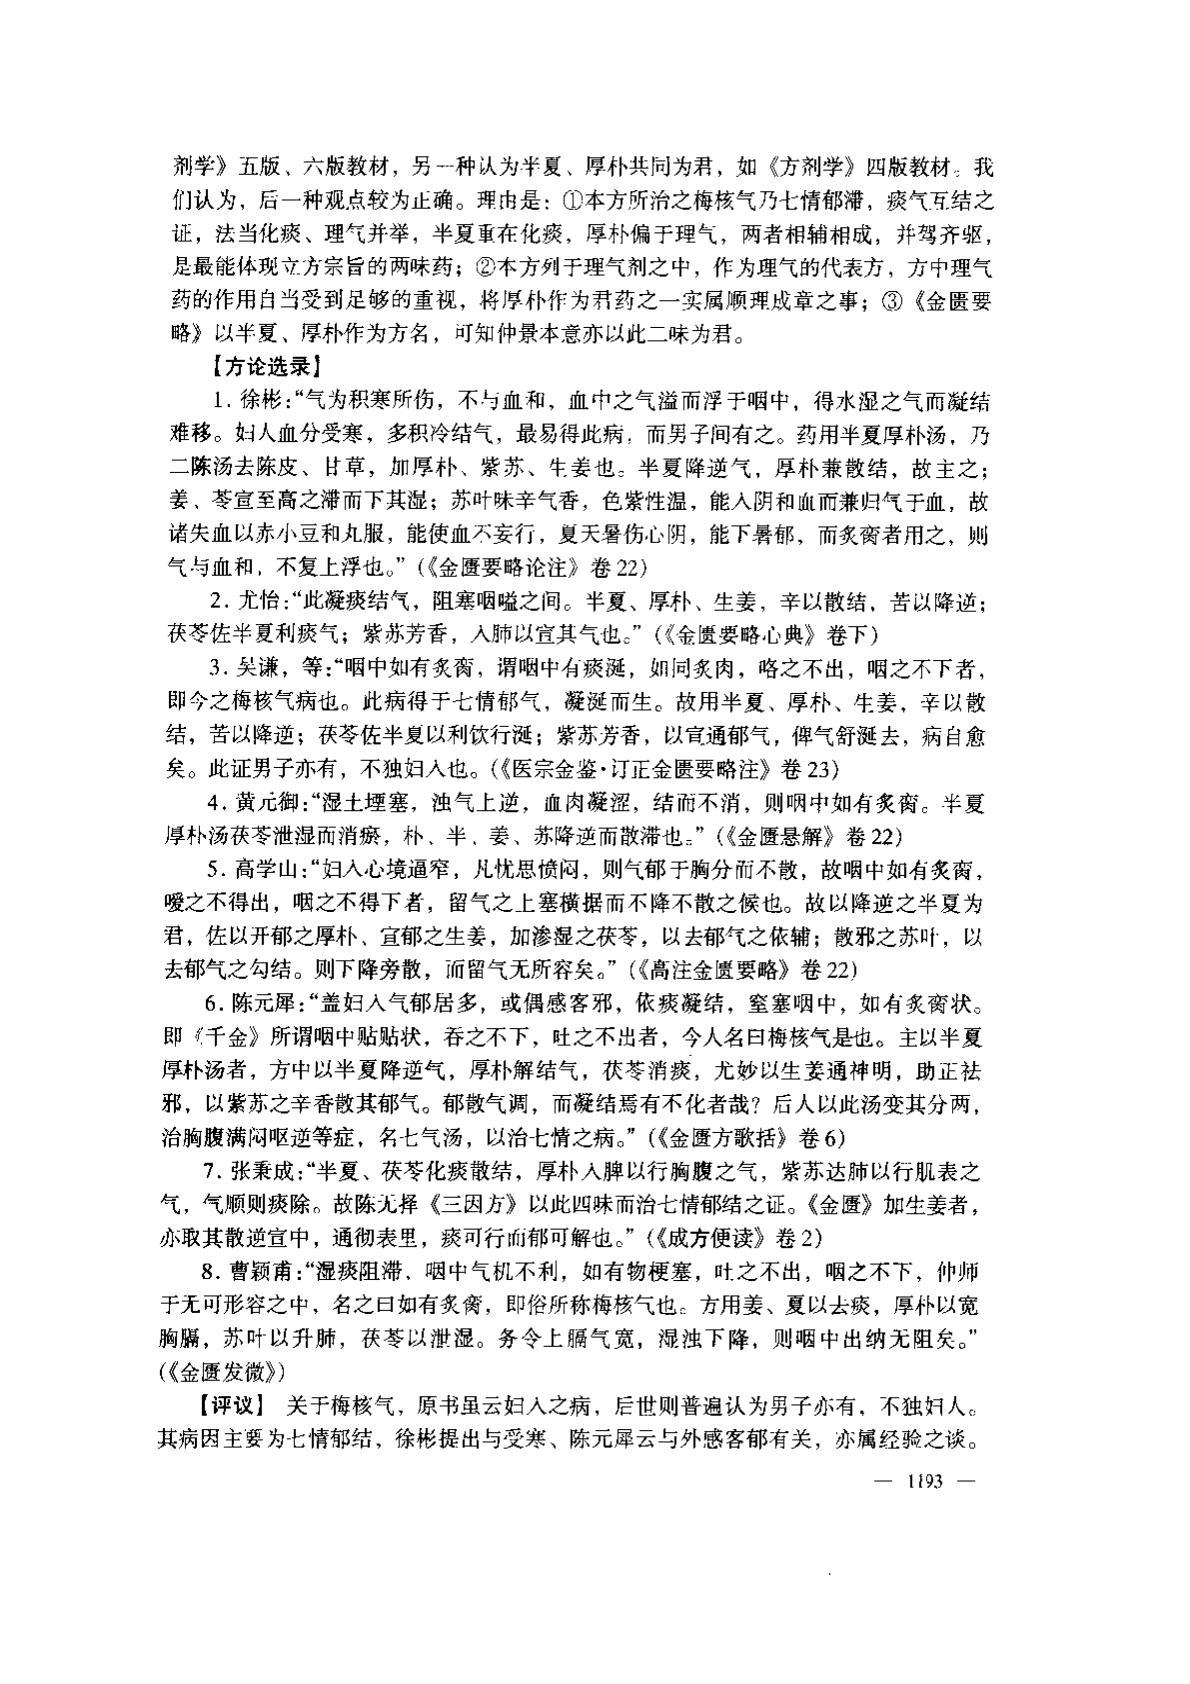 剂学》五版、六版教材，另一种认为半夏、厚朴共同为君，如《方剂学》四版教材。我
们认为，后一种观点较为正确。理由是：①本方所治之梅核气乃七情郁滞，痰气互结之
证，法当化痰、理气并举，半夏重在化痰，厚朴偏于理气，两者相辅相成，并驾齐驱，
是最能体现立方宗旨的两味药；②本方列于理气剂之中，作为理气的代表方，方中理气
药的作用自当受到足够的重视，将厚朴作为君药之一实属顺理成章之事；③《金匮要
略》以半夏、厚朴作为方名，可知仲景本意亦以此二味为君。
【方论选录】
1. 徐彬：“气为积寒所伤，不与血和，血中之气溢而浮于咽中，得水湿之气而凝结
难移。妇人血分受寒，多积冷结气，最易得此病，而男子间有之。药用半夏厚朴汤，乃
二陈汤去陈皮、甘草，加厚朴、紫苏、生姜也。半夏降逆气，厚朴兼散结，故主之；
姜、苓宣至高之滞而下其湿；苏叶味辛气香，色紫性温，能入阴和血而兼归气于血，故
诸失血以赤小豆和丸服，能使血不妄行，夏天暑伤心阴，能下暑郁，而炙脔者用之，则
气与血和，不复上浮也。”（《金匮要略论注》卷 22）
2. 尤怡：“此凝痰结气，阻塞咽嗌之间。半夏、厚朴、生姜，辛以散结，苦以降逆；
茯苓佐半夏利痰气；紫苏芳香，入肺以宣其气也。”（《金匮要略心典》卷下）
3. 吴谦，等：“咽中如有炙脔，谓咽中有痰涎，如同炙肉，咯之不出，咽之不下者，
即今之梅核气病也。此病得于七情郁气，凝涎而生。故用半夏、厚朴、生姜，辛以散
结，苦以降逆；茯苓佐半夏以利饮行涎；紫苏芳香，以宣通郁气，俾气舒涎去，病自愈
矣。此证男子亦有，不独妇人也。（《医宗金鉴·订正金匮要略注》卷 23）
4. 黄元御：“湿土堙塞，浊气上逆，血肉凝涩，结而不消，则咽中如有炙脔。半夏
厚朴汤茯苓泄湿而消瘀，朴、半、姜、苏降逆而散滞也。”（《金匮悬解》卷 22）
5. 高学山：“妇人心境逼窄，凡忧思愤闷，则气郁于胸分而不散，故咽中如有炙脔，
嗳之不得出，咽之不得下者，留气之上塞横据而不降不散之候也。故以降逆之半夏为
君，佐以开郁之厚朴、宣郁之生姜，加渗湿之茯苓，以去郁气之依辅；散邪之苏叶，以
去郁气之勾结。则下降旁散，而留气无所容矣。”（《高注金匮要略》卷 22）
6. 陈元犀：“盖妇人气郁居多，或偶感客邪，依痰凝结，窒塞咽中，如有炙脔状。
即《千金》所谓咽中贴贴状，吞之不下，吐之不出者，今人名曰梅核气是也。主以半夏
厚朴汤者，方中以半夏降逆气，厚朴解结气，茯苓消痰，尤妙以生姜通神明，助正祛
邪，以紫苏之辛香散其郁气。郁散气调，而凝结焉有不化者哉？后人以此汤变其分两，
治胸腹满闷呕逆等症，名七气汤，以治七情之病。”（《金匮方歌括》卷 6）
7. 张秉成：“半夏、茯苓化痰散结，厚朴入脾以行胸腹之气，紫苏达肺以行肌表之
气，气顺则痰除。故陈无择《三因方》以此四味而治七情郁结之证。《金匮》加生姜者，
亦取其散逆宣中，通彻表里，痰可行而郁可解也。”（《成方便读》卷 2）
8. 曹颖甫：“湿痰阻滞，咽中气机不利，如有物梗塞，吐之不出，咽之不下，仲师
于无可形容之中，名之曰如有炙脔，即俗所称梅核气也。方用姜、夏以去痰，厚朴以宽
胸膈，苏叶以升肺，茯苓以泄湿。务令上膈气宽，湿浊下降，则咽中出纳无阻矣。”
（《金匮发微》）
【评议】 关于梅核气，原书虽云妇人之病，后世则普遍认为男子亦有，不独妇人。
其病因主要为七情郁结，徐彬提出与受寒、陈元犀云与外感客郁有关，亦属经验之谈。
— 1193 —